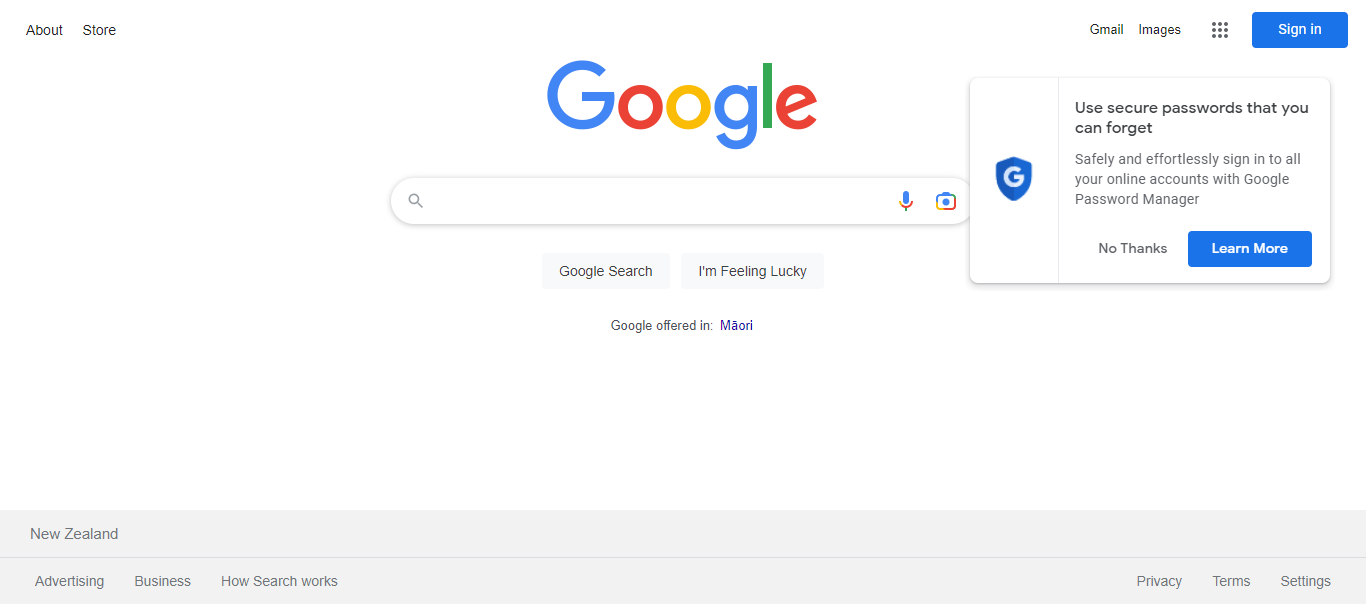 About Store
Gmail Images
Sign in
Google
Use secure passwords that you
can forget
Safely and effortlessly sign in to all
your online accounts with Google
Password Manager
No Thanks
Learn More
G
Google Search
I'm Feeling Lucky
Google offered in: Māori
New Zealand
Advertising Business How Search works
Privacy Terms Settings